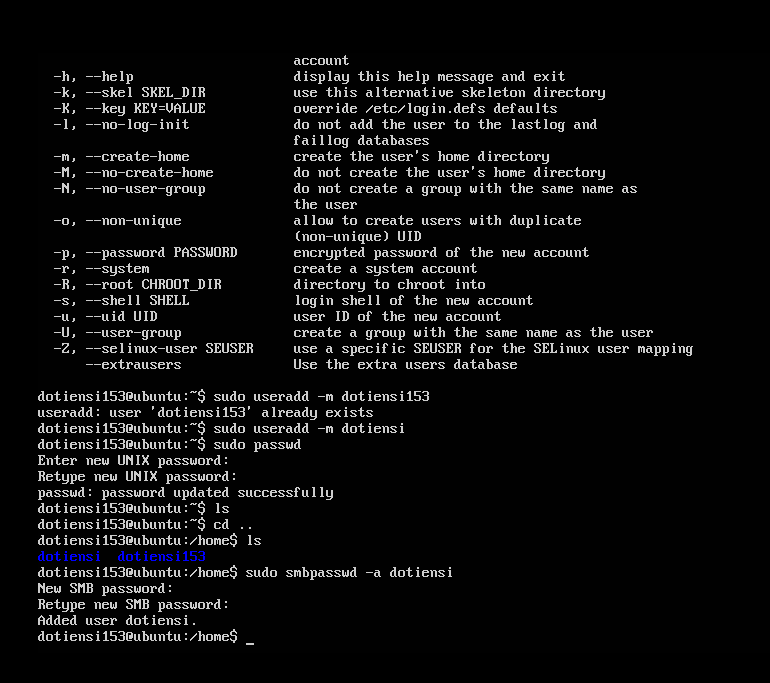 account
-h, --help display this help message and exit
-k, --skel SKEL_DIR use this alternative skeleton directory
-K, --key KEY=VALUE override /etc/login.defs defaults
-l, --no-log-init do not add the user to the lastlog and
faillog databases
-m, --create-home create the user's home directory
-M, --no-create-home do not create the user's home directory
-N, --no-user-group do not create a group with the same name as
the user
-o, --non-unique allow to create users with duplicate
(non-unique) UID
-p, --password PASSWORD encrypted password of the new account
-r, --system create a system account
-R, --root CHROOT_DIR directory to chroot into
-s, --shell SHELL login shell of the new account
-u, --uid UID user ID of the new account
-U, --user-group create a group with the same name as the user
-Z, --selinux-user SEUSER use a specific SEUSER for the SELinux user mapping
--extrausers Use the extra users database
dotiensi153@ubuntu:~$ sudo useradd -m dotiensi153
useradd: user 'dotiensi153' already exists
dotiensi153@ubuntu:~$ sudo useradd -m dotiensi
dotiensi153@ubuntu:~$ sudo passwd
Enter new UNIX password:
Retype new UNIX password:
passwd: password updated successfully
dotiensi153@ubuntu:~$ ls
dotiensi153@ubuntu:~$ cd ..
dotiensi153@ubuntu:/home$ ls
dotiensi dotiensi153
dotiensi153@ubuntu:/home$ sudo smbpasswd -a dotiensi
New SMB password:
Retype new SMB password:
Added user dotiensi.
dotiensi153@ubuntu:/home$ _